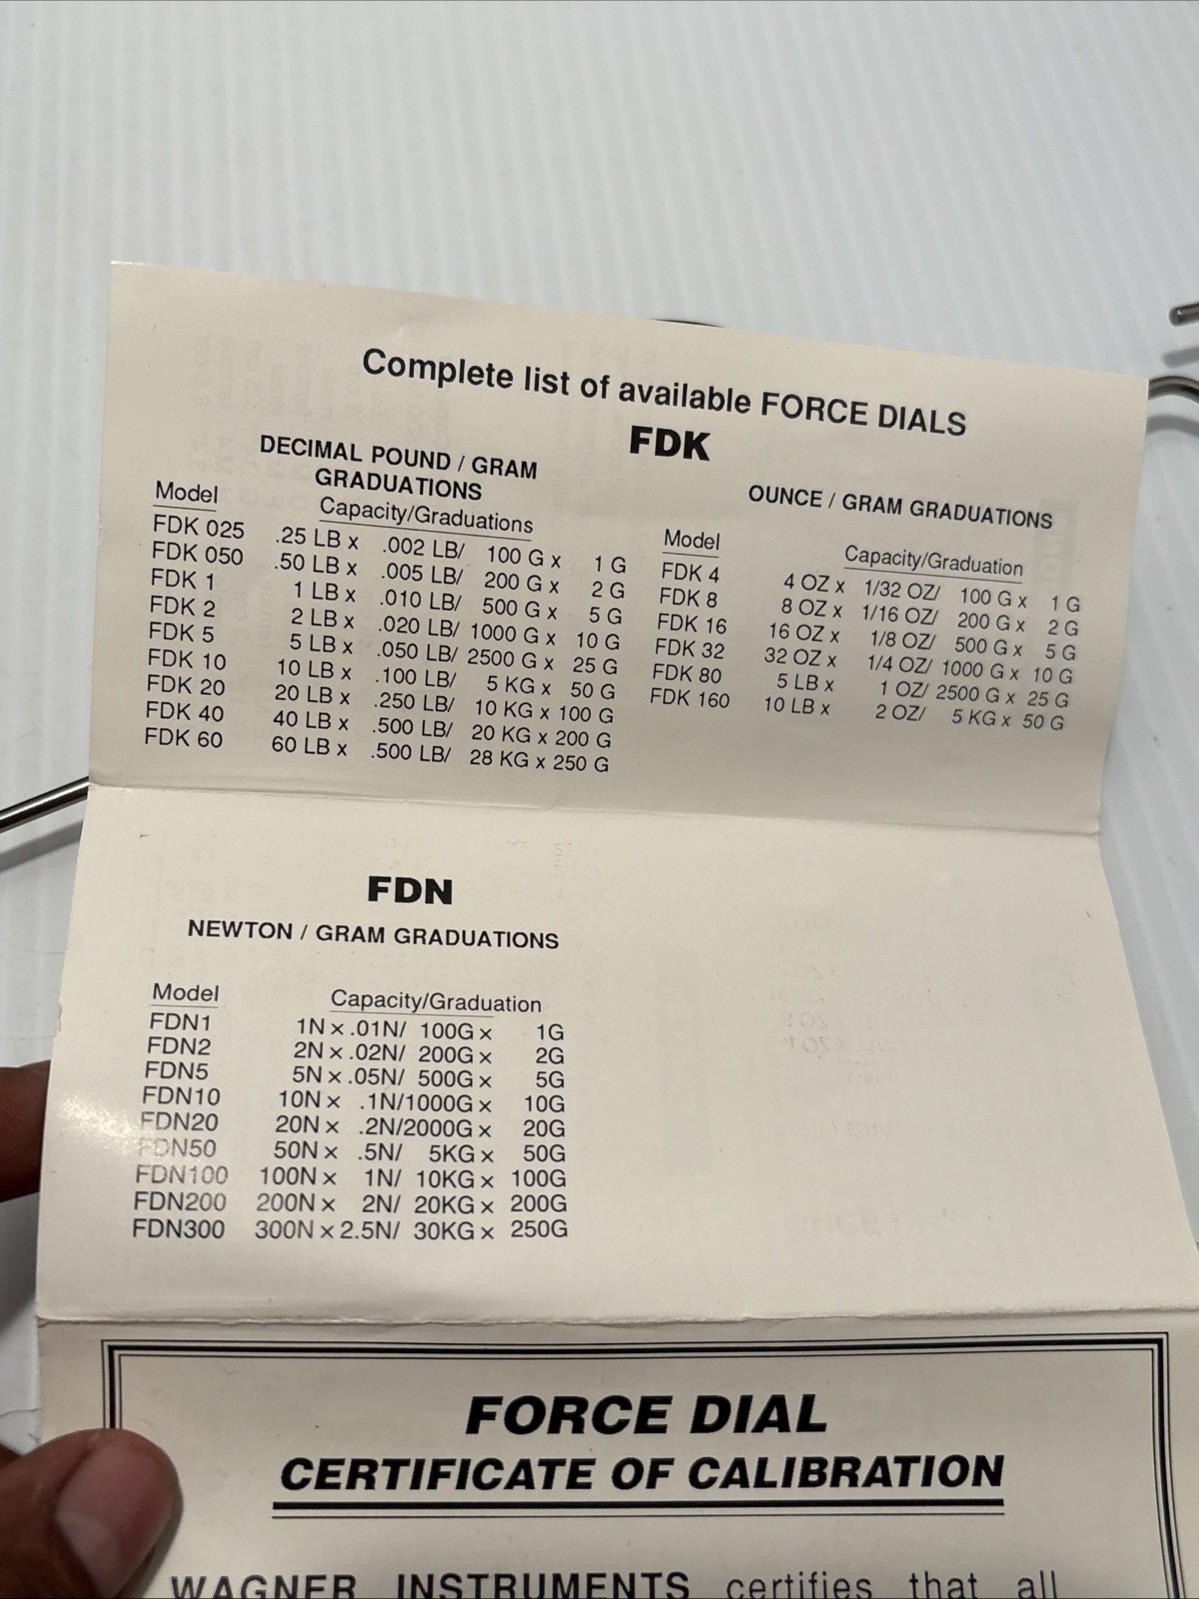 Complete list of available FORCE DIALS
FDK
DECIMAL POUND / GRAM
GRADUATIONS
Model Capacity/Graduations
FDK 025 .25 LB x .002 LB/ 100 G x 1 G
FDK 050 .50 LB x .005 LB/ 200 G x 2 G
FDK 1 1 LB x .010 LB/ 500 G x 5 G
FDK 2 2 LB x .020 LB/ 1000 G x 10 G
FDK 5 5 LB x .050 LB/ 2500 G x 25 G
FDK 10 10 LB x .100 LB/ 5 KG x 50 G
FDK 20 20 LB x .250 LB/ 10 KG x 100 G
FDK 40 40 LB x .500 LB/ 20 KG x 200 G
FDK 60 60 LB x .500 LB/ 28 KG x 250 G
OUNCE / GRAM GRADUATIONS
Model Capacity/Graduation
FDK 4 4 OZ x 1/32 OZ/ 100 G x 1 G
FDK 8 8 OZ x 1/16 OZ/ 200 G x 2 G
FDK 16 16 OZ x 1/8 OZ/ 500 G x 5 G
FDK 32 32 OZ x 1/4 OZ/ 1000 G x 10 G
FDK 80 5 LB x 1 OZ/ 2500 G x 25 G
FDK 160 10 LB x 2 OZ/ 5 KG x 50 G
FDN
NEWTON / GRAM GRADUATIONS
Model Capacity/Graduation
FDN1 1N x .01N/ 100G x 1G
FDN2 2N x .02N/ 200G x 2G
FDN5 5N x .05N/ 500G x 5G
FDN10 10N x .1N/1000G x 10G
FDN20 20N x .2N/2000G x 20G
FDN50 50N x .5N/ 5KG x 50G
FDN100 100N x 1N/ 10KG x 100G
FDN200 200N x 2N/ 20KG x 200G
FDN300 300N x 2.5N/ 30KG x 250G
FORCE DIAL
CERTIFICATE OF CALIBRATION
WAGNER INSTRUMENTS certifies that all